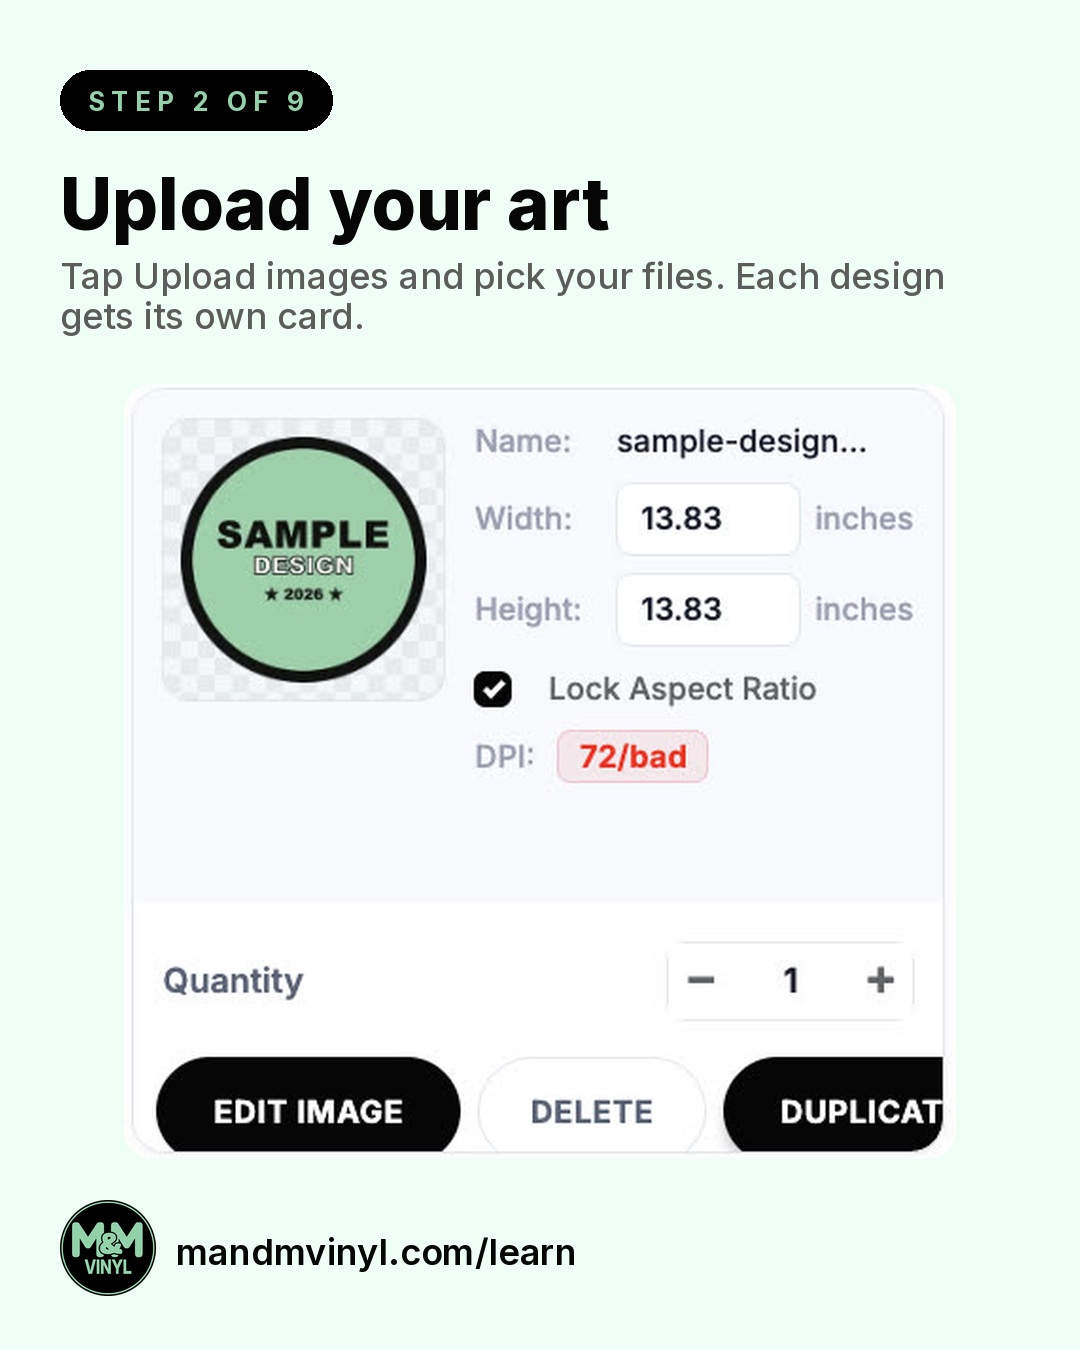 STEP 2 OF 9
Upload your art
Tap Upload images and pick your files. Each design
gets its own card.
SAMPLE
DESIGN
★ 2026 ★
Name: sample-design...
Width: 13.83 inches
Height: 13.83 inches
Lock Aspect Ratio
DPI: 72/bad
Quantity − 1 +
EDIT IMAGE DELETE DUPLICAT
M&M
VINYL
mandmvinyl.com/learn